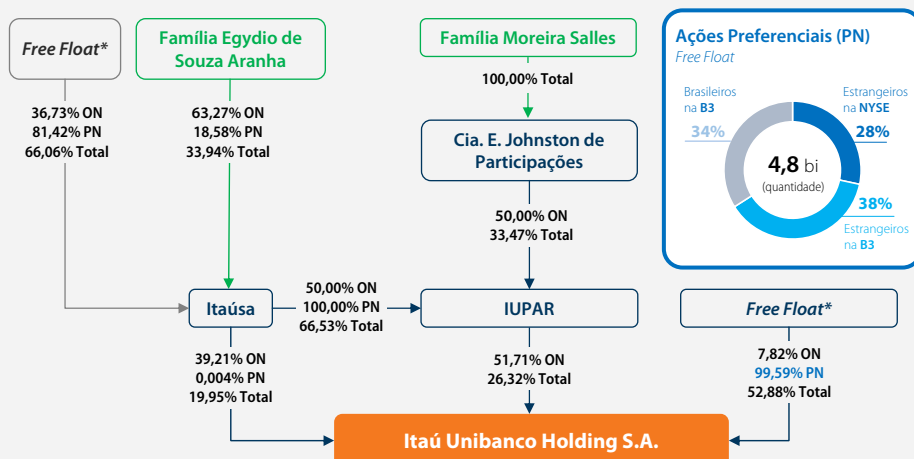 Free Float*
Família Egydio de
Souza Aranha
Família Moreira Salles
36,73% ON
81,42% PN
66,06% Total
63,27% ON
18,58% PN
33,94% Total
100,00% Total
Cia. E. Johnston de
Participações
50,00% ON
33,47% Total
Ações Preferenciais (PN)
Free Float
Brasileiros
na B3
34%
Estrangeiros
na NYSE
28%
4,8 bi
(quantidade)
38%
Estrangeiros
na B3
Itaúsa
50,00% ON
100,00% PN
66,53% Total
IUPAR
Free Float*
39,21% ON
0,004% PN
19,95% Total
51,71% ON
26,32% Total
7,82% ON
99,59% PN
52,88% Total
Itaú Unibanco Holding S.A.